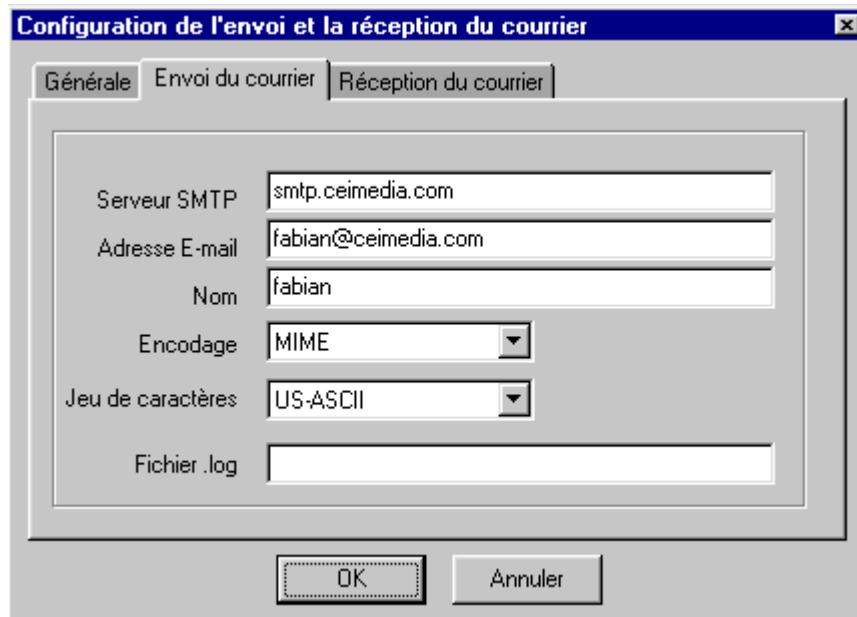 Configuration de l'envoi et la réception du courrier
Générale Envoi du courrier Réception du courrier
Serveur SMTP smtp.ceimedia.com
Adresse E-mail fabian@ceimedia.com
Nom fabian
Encodage MIME
Jeu de caractères US-ASCII
Fichier .log
OK Annuler